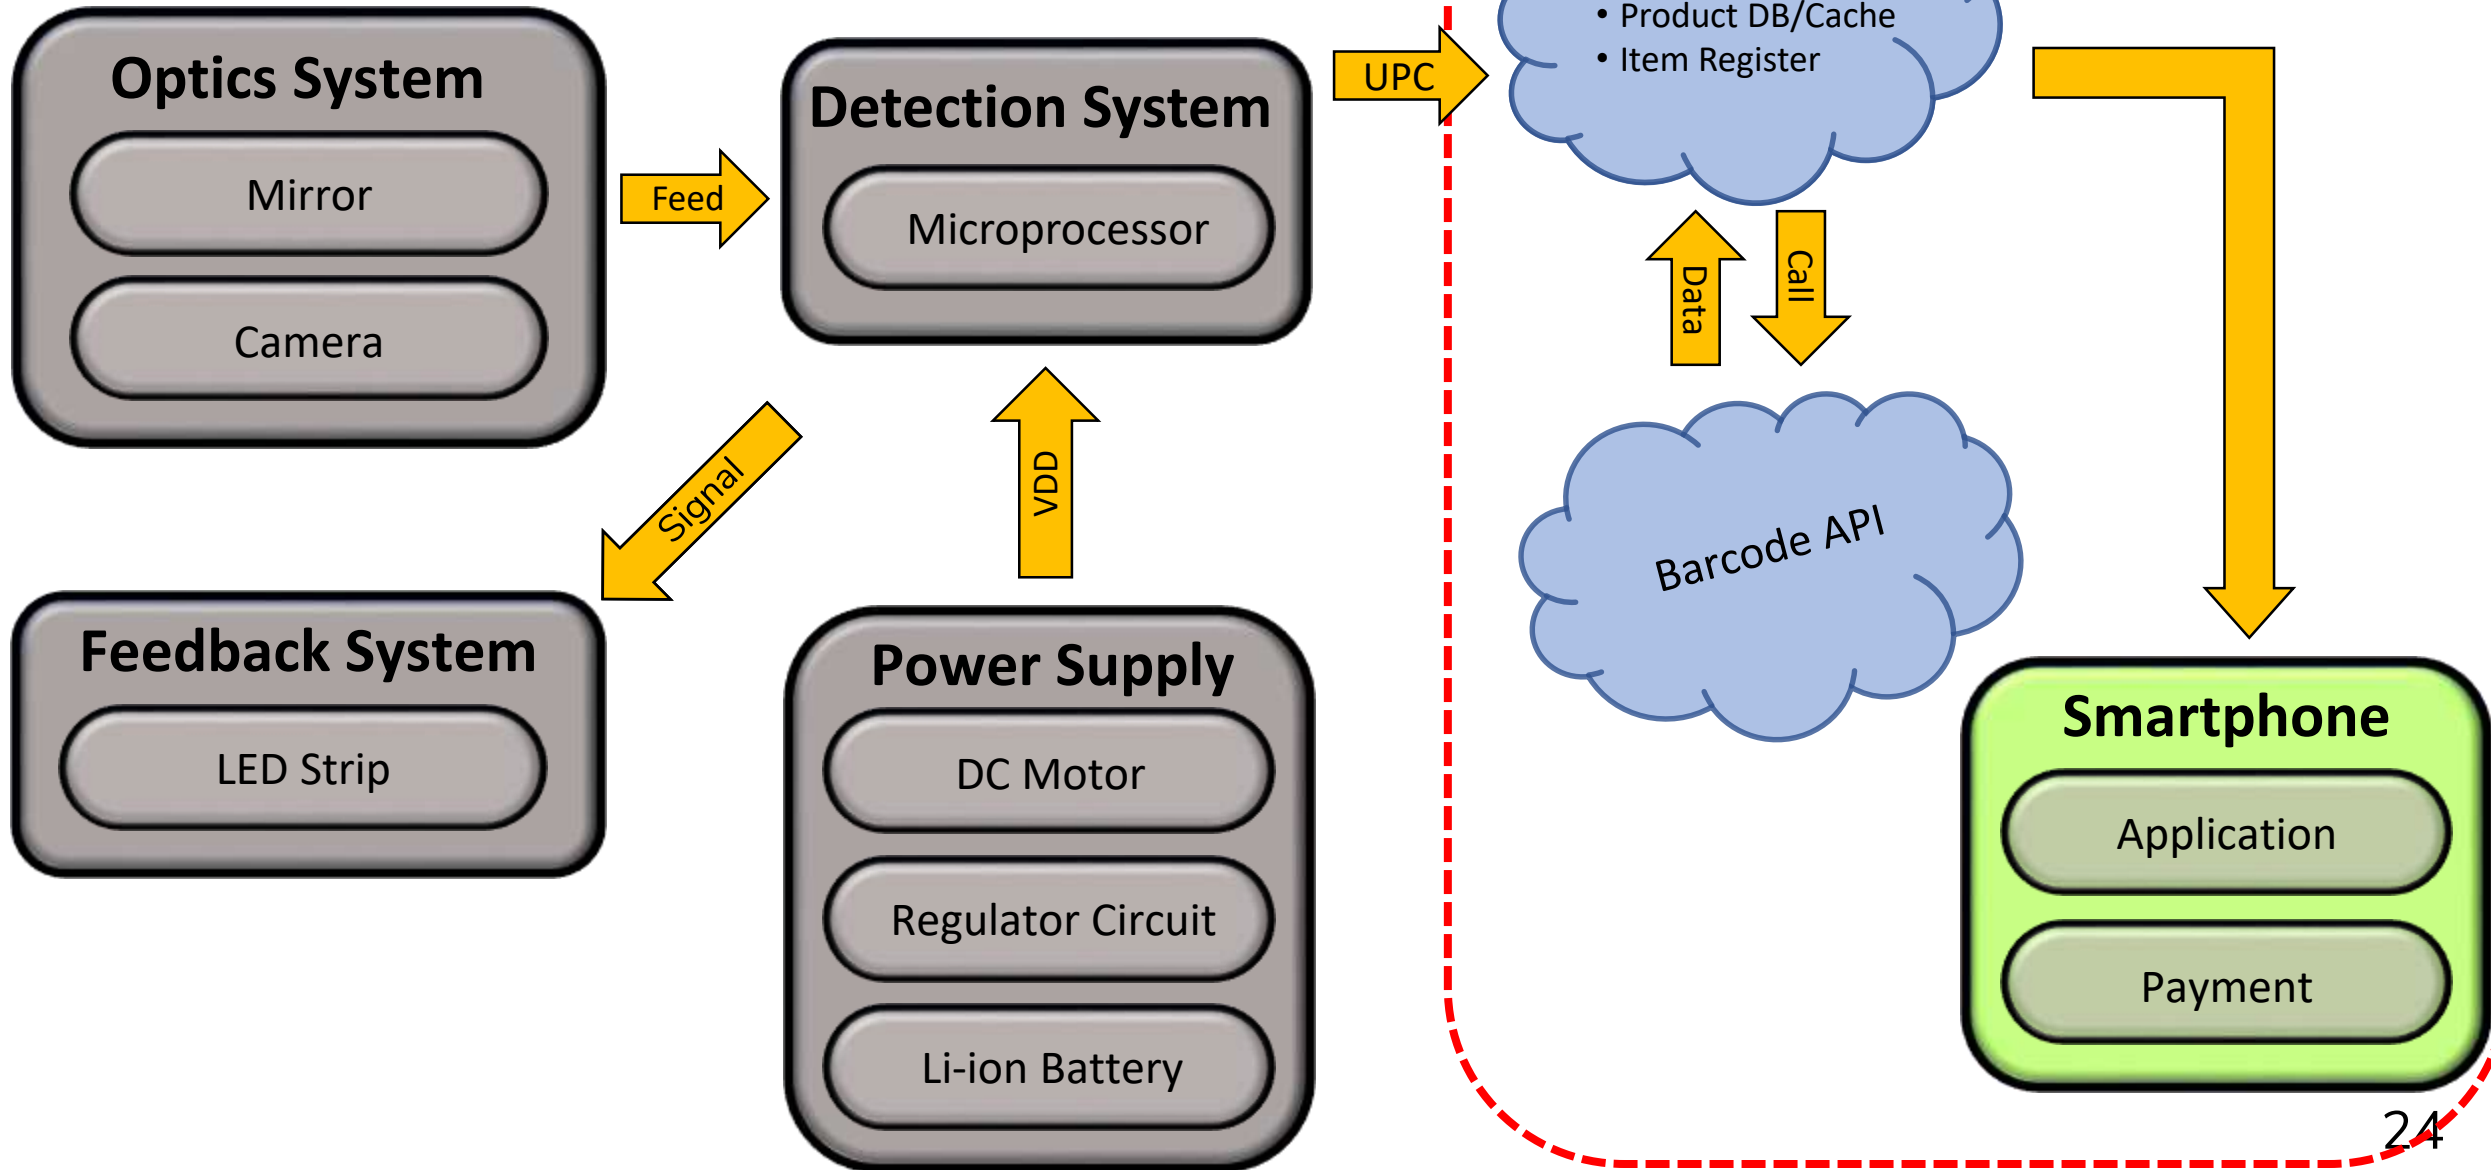 Optics System
Mirror
Camera
Feed
Detection System
Microprocessor
UPC
• Product DB/Cache
• Item Register
Data
Call
Barcode API
Signal
VDD
Feedback System
LED Strip
Power Supply
DC Motor
Regulator Circuit
Li-ion Battery
Smartphone
Application
Payment
24